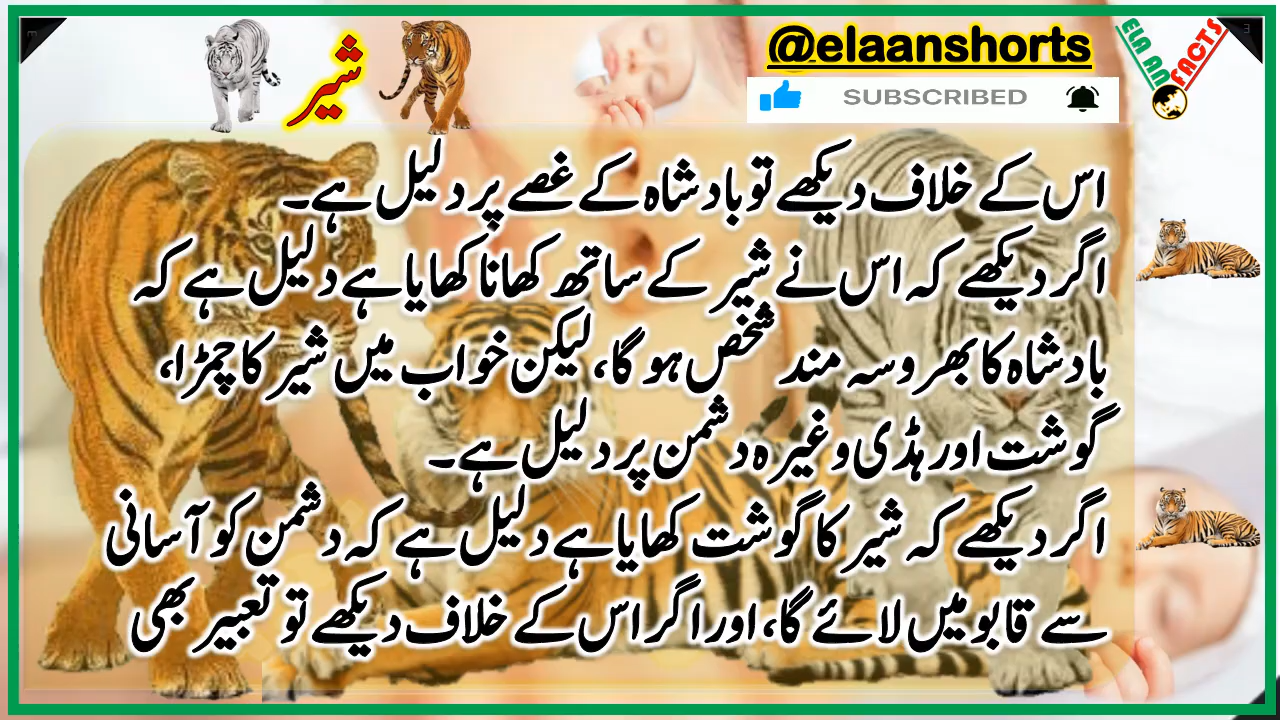 @elaanshorts
شیر
SUBSCRIBED
ELAAN FACTS
اس کے خلاف دیکھے تو بادشاہ کے غصے پر دلیل ہے۔
اگر دیکھے کہ اس نے شیر کے ساتھ کھانا کھایا ہے دلیل ہے کہ
بادشاہ کا بھروسہ مند شخص ہو گا، لیکن خواب میں شیر کا چمڑا،
گوشت اور ہڈی وغیرہ دشمن پر دلیل ہے۔
اگر دیکھے کہ شیر کا گوشت کھایا ہے دلیل ہے کہ دشمن کو آسانی
سے قابو میں لائے گا، اور اگر اس کے خلاف دیکھے تو تعبیر بھی